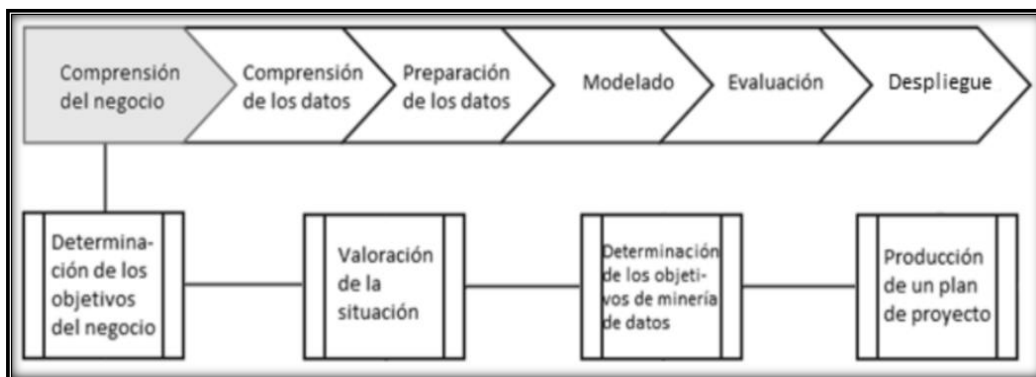 Comprensión
del negocio
Comprensión
de los datos
Preparación
de los datos
Modelado
Evaluación
Despliegue
Determina-
ción de los
objetivos
del negocio
Valoración
de la
situación
Determinación
de los objeti-
vos de minería
de datos
Producción
de un plan
de proyecto